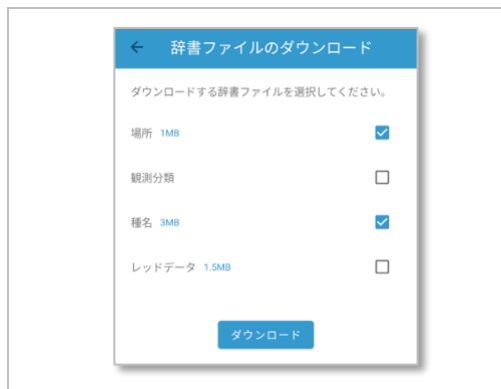 辞書ファイルのダウンロード
ダウンロードする辞書ファイルを選択してください。
場所 1MB
観測分類
種名 3MB
レッドデータ 1.5MB
ダウンロード